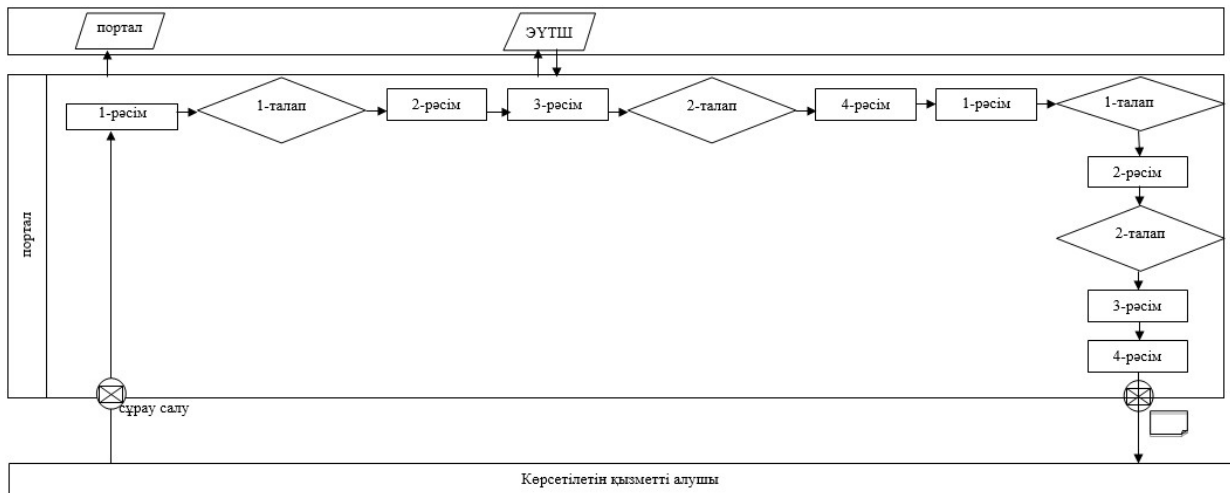 портал
ЭҮТШ
портал
1-рәсім
1-талап
2-рәсім
3-рәсім
2-талап
4-рәсім
1-рәсім
1-талап
2-рәсім
2-талап
3-рәсім
4-рәсім
сұрау салу
Көрсетілетін қызметті алушы